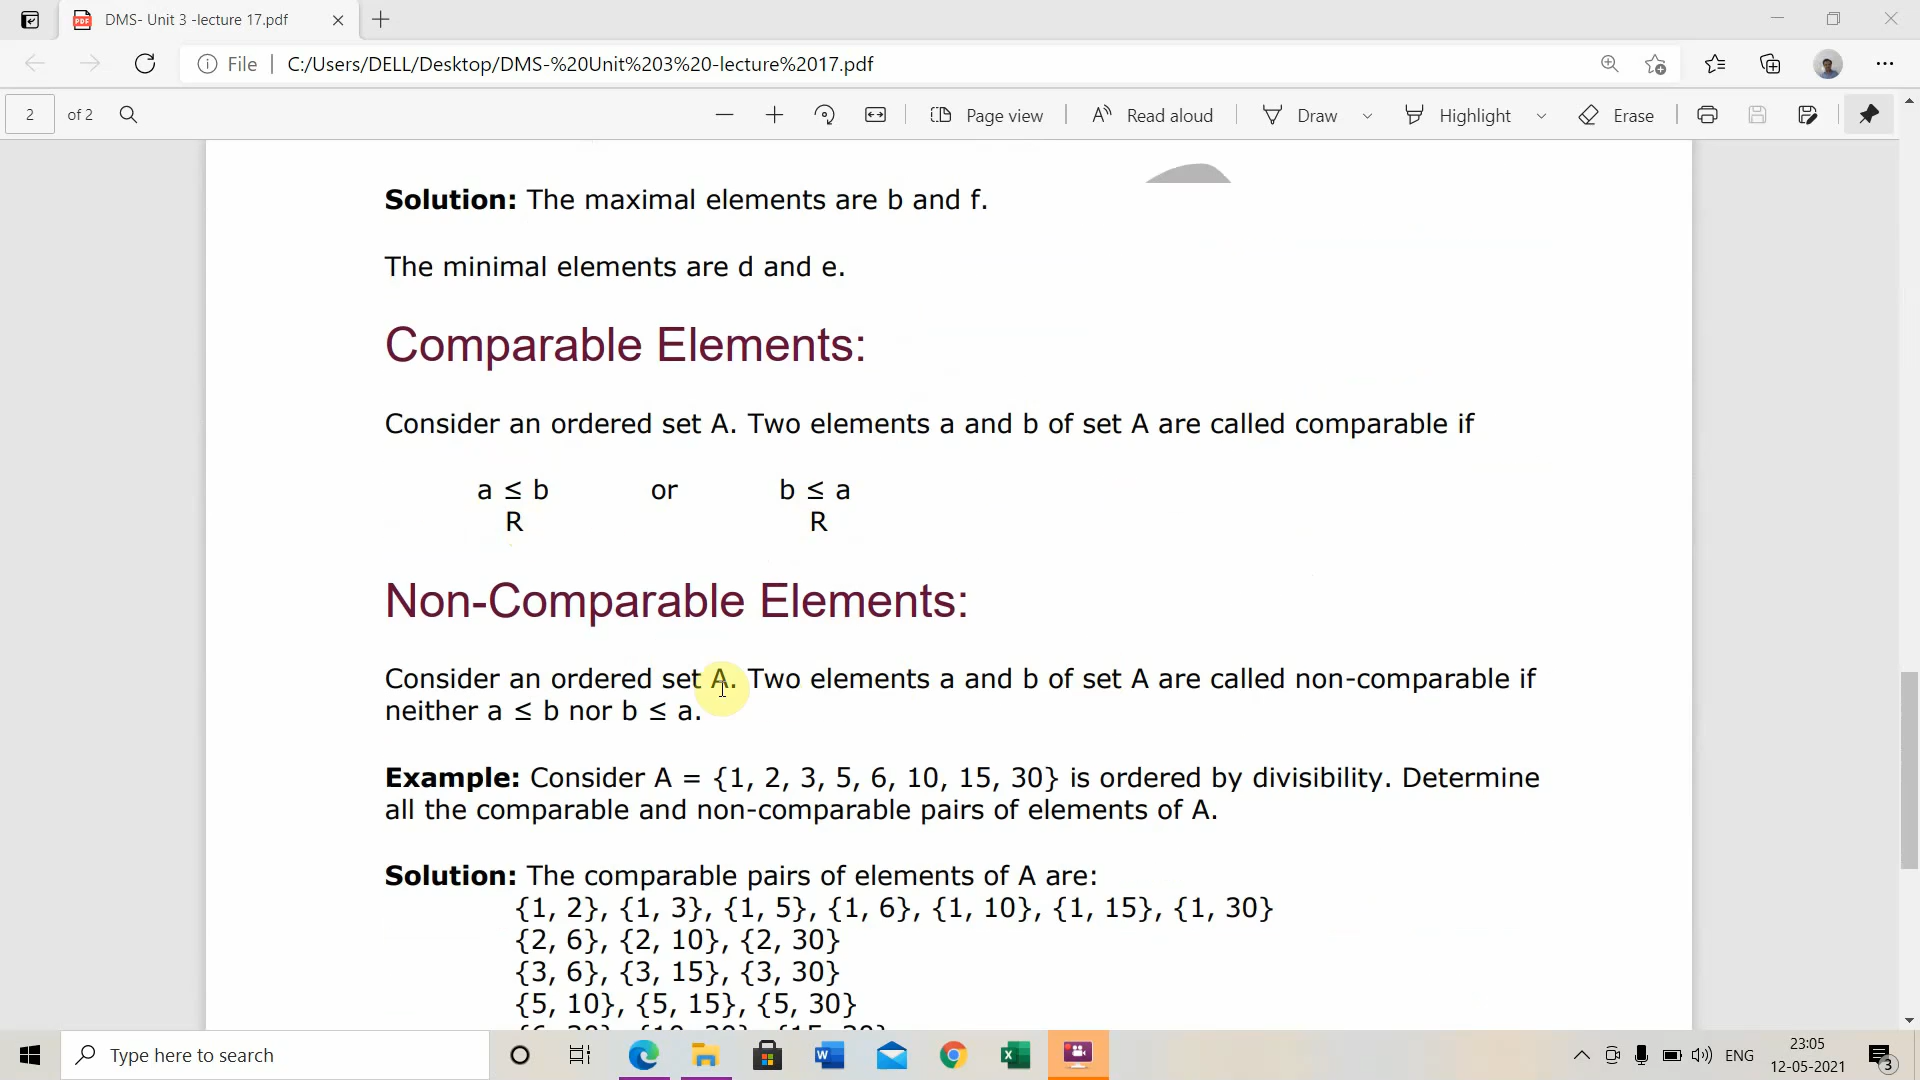 DMS- Unit 3 -lecture 17.pdf
File
C:/Users/DELL/Desktop/DMS-%20Unit%203%20-lecture%2017.pdf
2 of 2
Page view
Read aloud
Draw
Highlight
Erase
Solution: The maximal elements are b and f.
The minimal elements are d and e.
Comparable Elements:
Consider an ordered set A. Two elements a and b of set A are called comparable if
a ≤ b or b ≤ a
R R
Non-Comparable Elements:
Consider an ordered set A. Two elements a and b of set A are called non-comparable if
neither a ≤ b nor b ≤ a.
Example: Consider A = {1, 2, 3, 5, 6, 10, 15, 30} is ordered by divisibility. Determine
all the comparable and non-comparable pairs of elements of A.
Solution: The comparable pairs of elements of A are:
{1, 2}, {1, 3}, {1, 5}, {1, 6}, {1, 10}, {1, 15}, {1, 30}
{2, 6}, {2, 10}, {2, 30}
{3, 6}, {3, 15}, {3, 30}
{5, 10}, {5, 15}, {5, 30}
Type here to search
ENG
23:05
12-05-2021
3